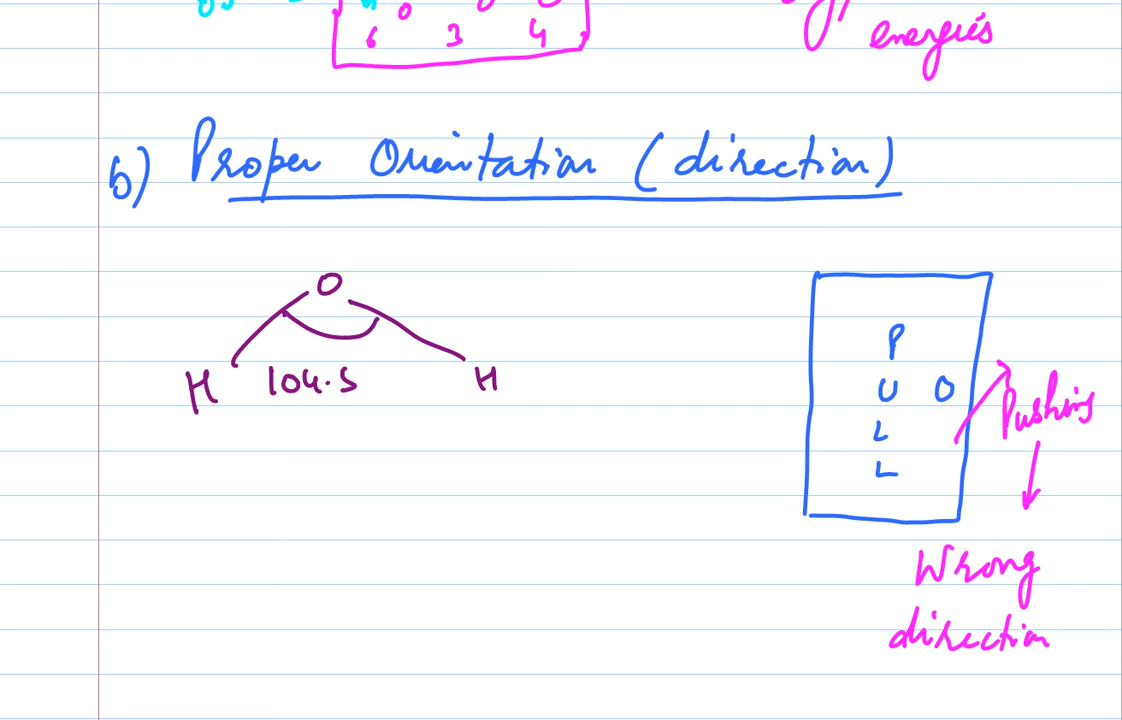 6 3 4
energies
b) Proper Orientation (direction)
O
H 104.5 H
P
U O
L
L
Pushing
Wrong
direction